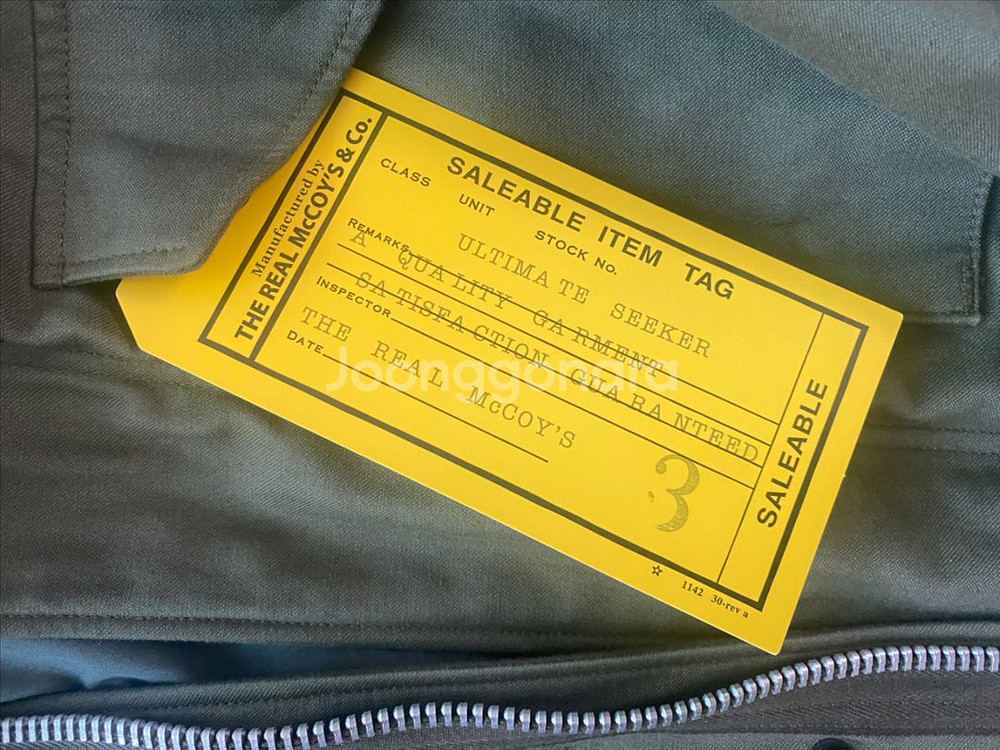 Manufactured by
THE REAL McCOY'S & Co.
SALEABLE ITEM TAG
CLASS UNIT STOCK No.
ULTIMATE SEEKER
REMARKS
A QUALITY GARMENT
SATISFACTION GUARANTEED
INSPECTOR
THE REAL McCOY'S
DATE
3
SALEABLE
☆ 1142 30-rev a
Joonggonara